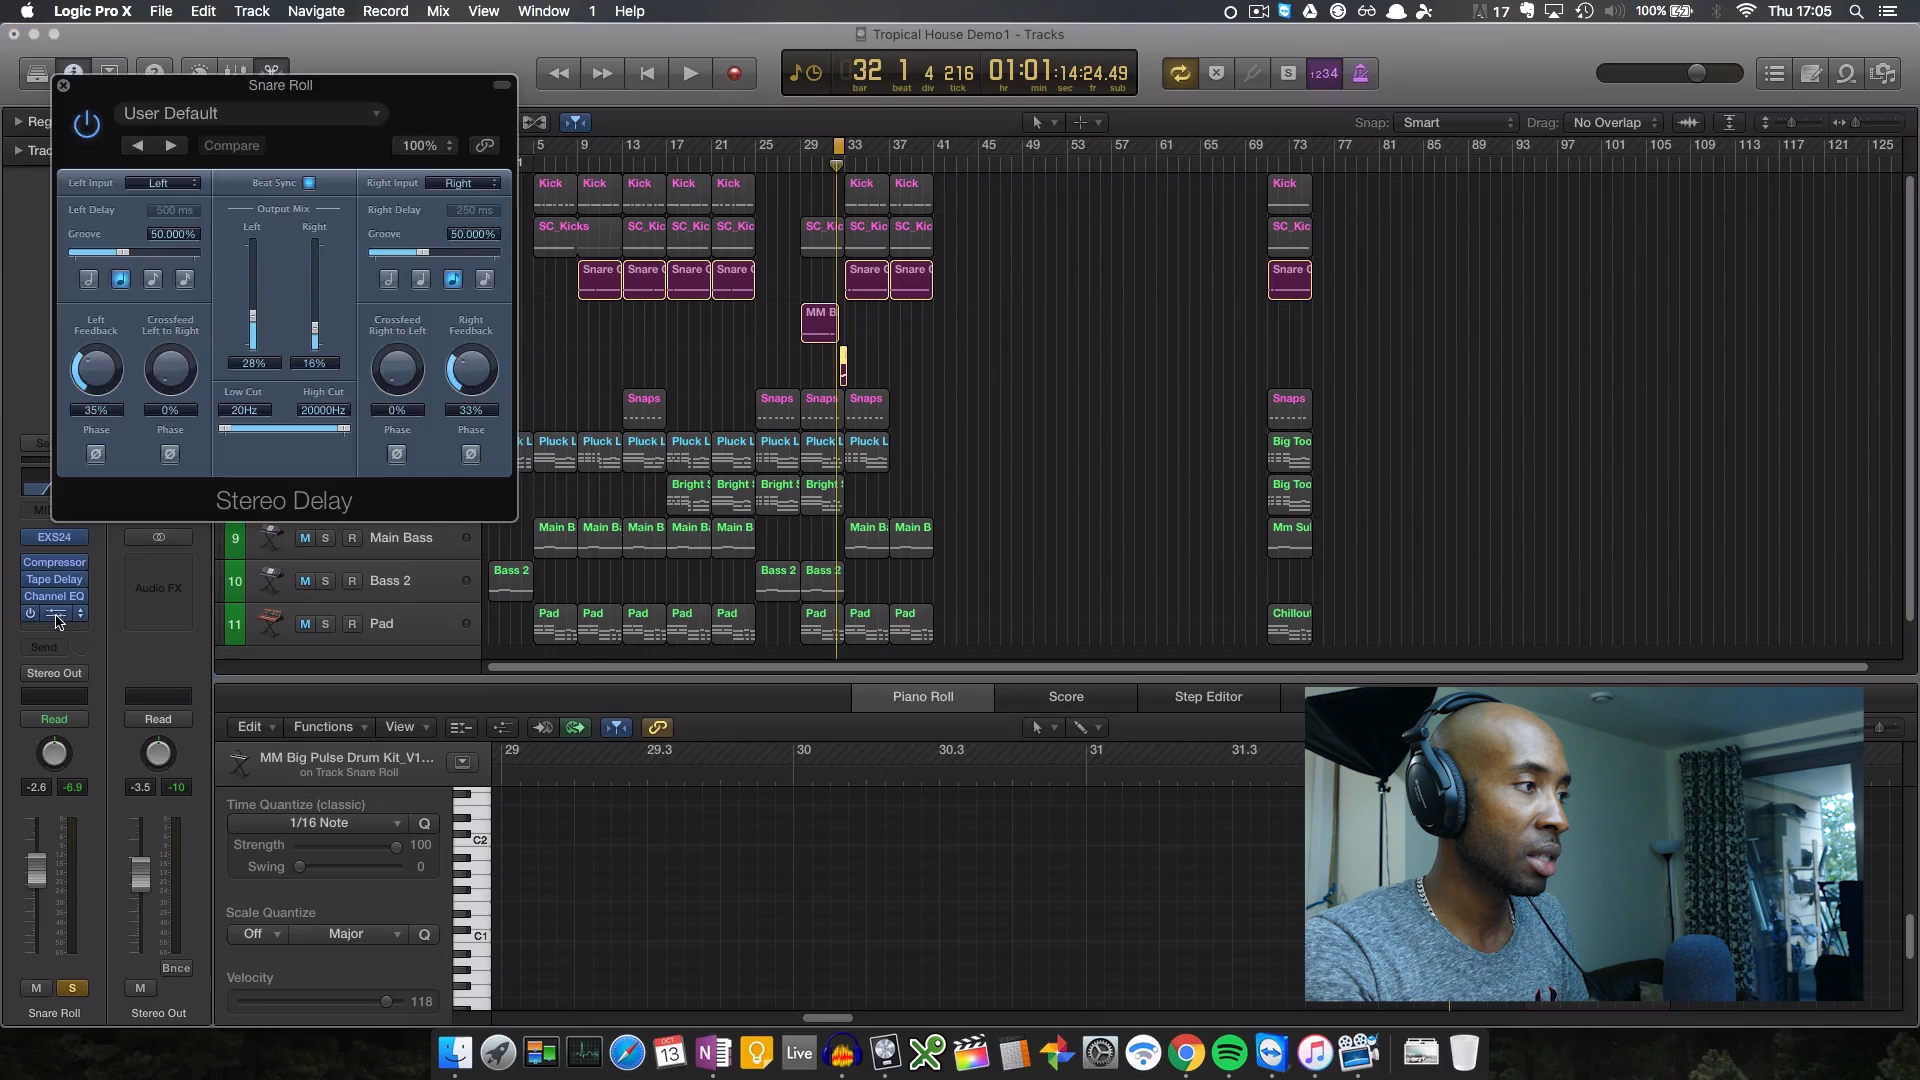 Logic Pro X File Edit Track Navigate Record Mix View Window 1 Help
17 100% Thu 17:05
Tropical House Demo1 - Tracks
32 1 4 216 01:01:14:24.49
bar beat div tick hr min sec fr sub
S 1234
Snare Roll
User Default
Compare 100%
Reg
Trac
Snap: Smart Drag: No Overlap
5 9 13 17 21 25 29 33 37 41 45 49 53 57 61 65 69 73 77 81 85 89 93 97 101 105 109 113 117 121 125
Left Input Left Beat Sync Right Input Right
Left Delay 500 ms Output Mix Right Delay 250 ms
Groove 50.000% Left Right Groove 50.000%
Left Feedback
Crossfeed Left to Right
Crossfeed Right to Left
Right Feedback
28% 16%
Low Cut High Cut
35% 0% 20Hz 20000Hz 0% 33%
Phase Phase Phase Phase
Stereo Delay
Kick Kick Kick Kick Kick Kick Kick Kick
SC_Kicks SC_Kic SC_Kic SC_Kic SC_Kic SC_Kic SC_Kic SC_Kic
Snare Snare Snare Snare Snare Snare Snare
MM B
Snaps Snaps Snaps Snaps Snaps
k L Pluck L Pluck L Pluck L Pluck L Pluck L Pluck L Pluck Pluck L Big Too
Bright Bright Bright Bright Big Too
9 M S R Main Bass Main B Main B Main B Main B Main B Main B Main B Mm Su
10 M S R Bass 2 Bass 2 Bass 2 Bass 2
11 M S R Pad Pad Pad Pad Pad Pad Pad Pad Pad Chillou
EXS24
Compressor
Tape Delay
Channel EQ
Audio FX
Send
Stereo Out
Read Read
-2.6 -6.9 -3.5 -10
Bnce
M S M
Snare Roll Stereo Out
Piano Roll Score Step Editor
Edit Functions View
29 29.3 30 30.3 31 31.3
MM Big Pulse Drum Kit_V1...
on Track Snare Roll
Time Quantize (classic)
1/16 Note Q
Strength 100
Swing 0
Scale Quantize
Off Major Q
Velocity
118
C2
C1
OCT
13
Live